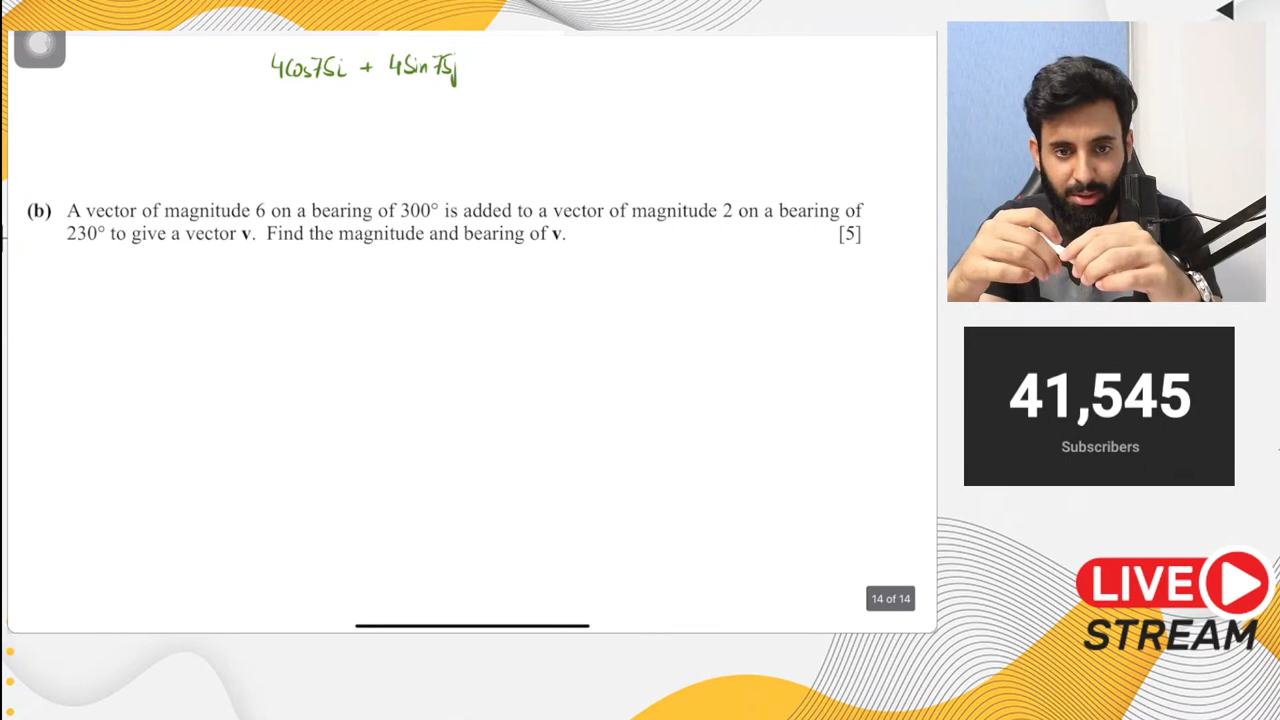 4cos75i + 4Sin75j
(b) A vector of magnitude 6 on a bearing of 300° is added to a vector of magnitude 2 on a bearing of
230° to give a vector v. Find the magnitude and bearing of v. [5]
14 of 14
41,545
Subscribers
LIVE
STREAM